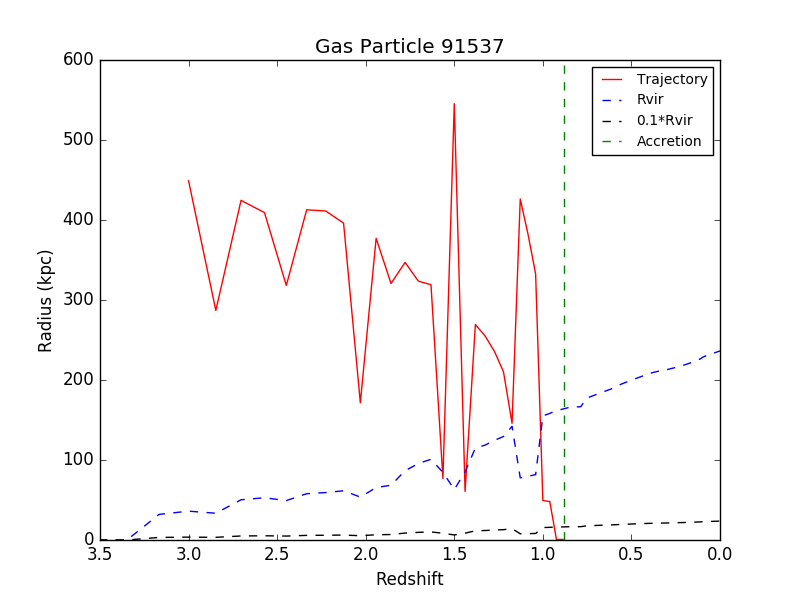 Gas Particle 91537
600
500
400
300
200
100
0
Radius (kpc)
Trajectory
Rvir
0.1*Rvir
Accretion
3.5 3.0 2.5 2.0 1.5 1.0 0.5 0.0
Redshift